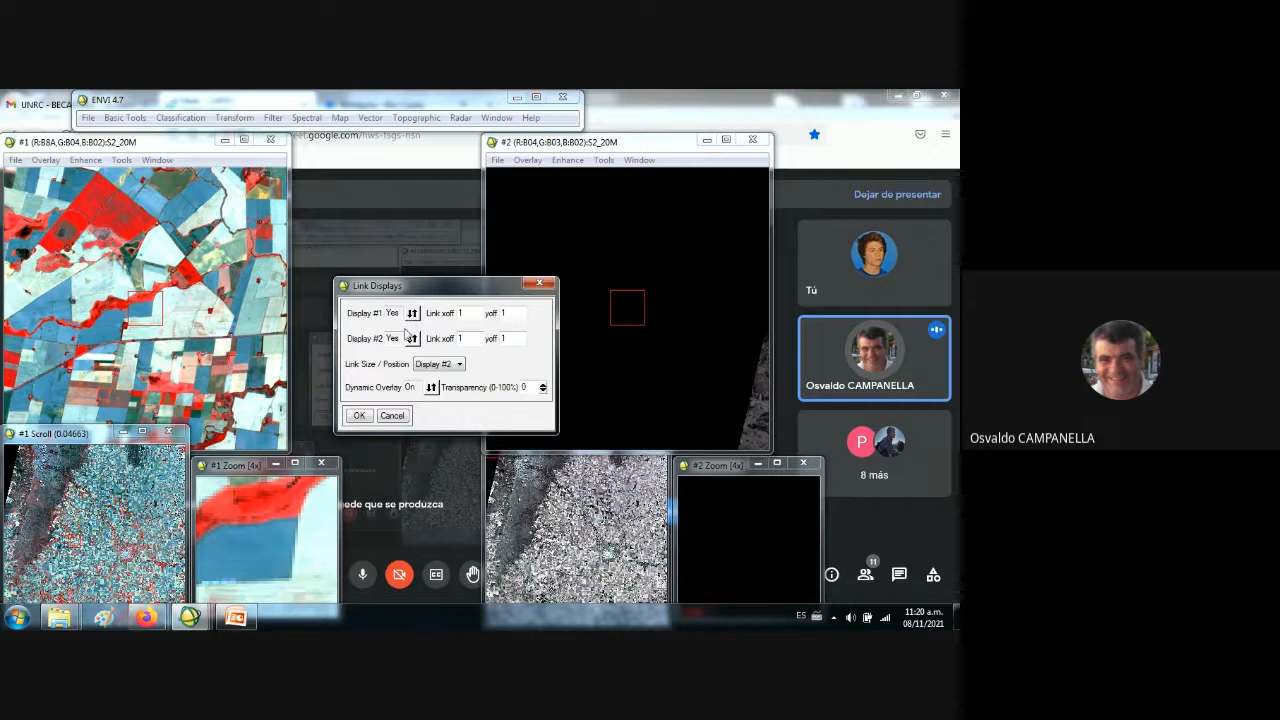 UNRC - BECA
ENVI 4.7
File Basic Tools Classification Transform Filter Spectral Map Vector Topographic Radar Window Help
#1 (R:B8A,G:B04,B:B02):S2_20M
File Overlay Enhance Tools Window
#2 (R:B04,G:B03,B:B02):S2_20M
File Overlay Enhance Tools Window
Dejar de presentar
Tú
Osvaldo CAMPANELLA
P
8 más
Link Displays
Display #1 Yes Link xoff 1 yoff 1
Display #2 Yes Link xoff 1 yoff 1
Link Size / Position Display #2
Dynamic Overlay On Transparency (0-100%) 0
OK Cancel
#1 Scroll (0.04663)
#1 Zoom [4x]
#2 Zoom [4x]
uede que se produzca
11
ES
11:20 a.m.
08/11/2021
Osvaldo CAMPANELLA